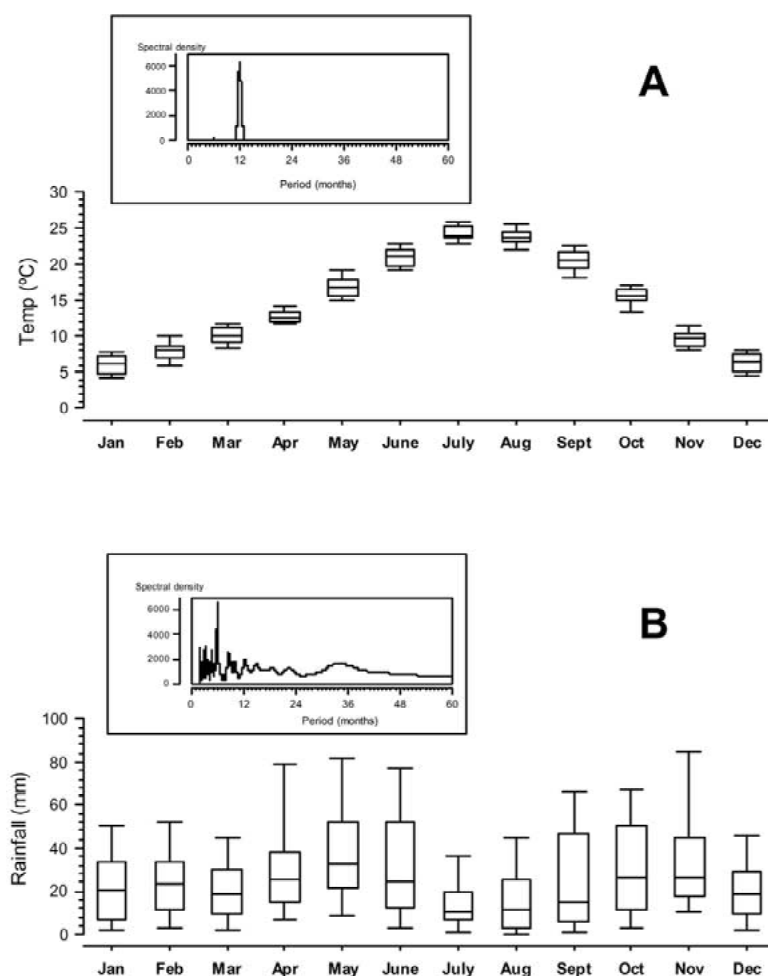 A
Spectral density
6000
4000
2000
0
0 12 24 36 48 60
Period (months)
30
25
20
15
10
5
0
Temp (ºC)
Jan Feb Mar Apr May June July Aug Sept Oct Nov Dec
B
Spectral density
6000
4000
2000
0
0 12 24 36 48 60
Period (months)
100
80
60
40
20
0
Rainfall (mm)
Jan Feb Mar Apr May June July Aug Sept Oct Nov Dec